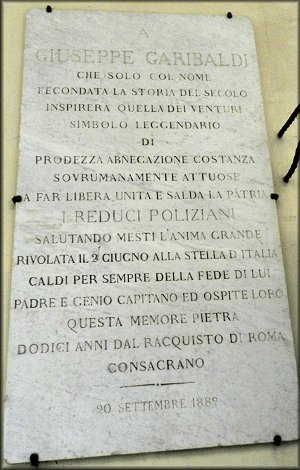 A
GIUSEPPE GARIBALDI
CHE SOLO COL NOME
FECONDATA LA STORIA DEL SECOLO
INSPIRERÀ QUELLA DEI VENTURI
SIMBOLO LEGGENDARIO
DI
PRODEZZA ABNEGAZIONE COSTANZA
SOVRUMANAMENTE ATTUOSE
A FAR LIBERA UNITA E SALDA LA PATRIA
I REDUCI POLIZIANI
SALUTANDO MESTI L'ANIMA GRANDE
RIVOLATA IL 2 GIUGNO ALLA STELLA D'ITALIA
CALDI PER SEMPRE DELLA FEDE DI LUI
PADRE E GENIO CAPITANO ED OSPITE LORO
QUESTA MEMORE PIETRA
DODICI ANNI DAL RACQUISTO DI ROMA
CONSACRANO
20 SETTEMBRE 1882